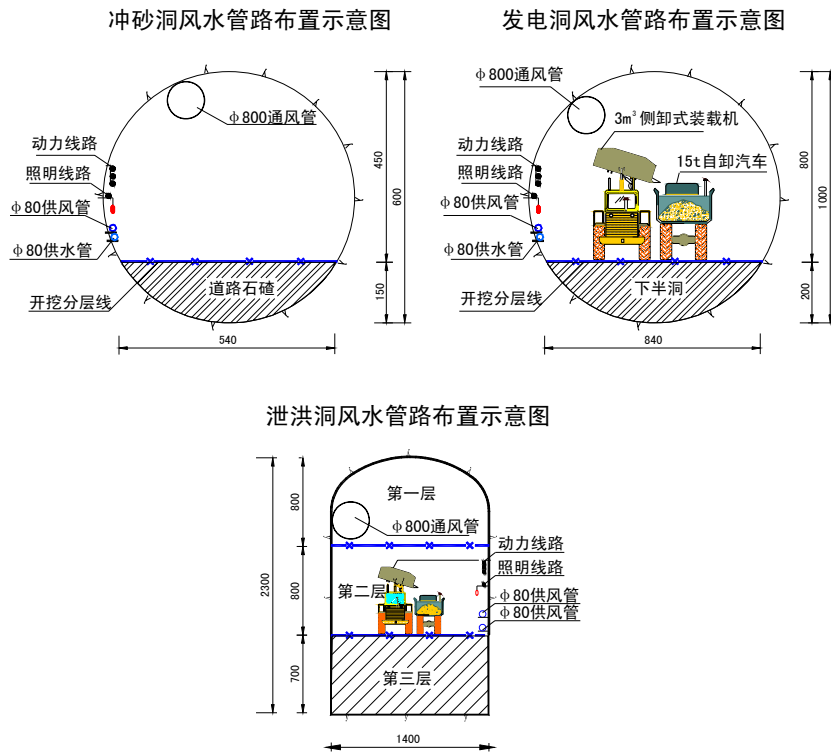 冲砂洞风水管路布置示意图
φ800通风管
动力线路
照明线路
φ80供风管
φ80供水管
开挖分层线
道路石碴
450
600
150
540
发电洞风水管路布置示意图
φ800通风管
3m³侧卸式装载机
15t自卸汽车
动力线路
照明线路
φ80供风管
φ80供水管
开挖分层线
下半洞
800
1000
200
840
泄洪洞风水管路布置示意图
第一层
φ800通风管
动力线路
照明线路
第二层
φ80供风管
φ80供风管
第三层
800
2300
800
700
1400